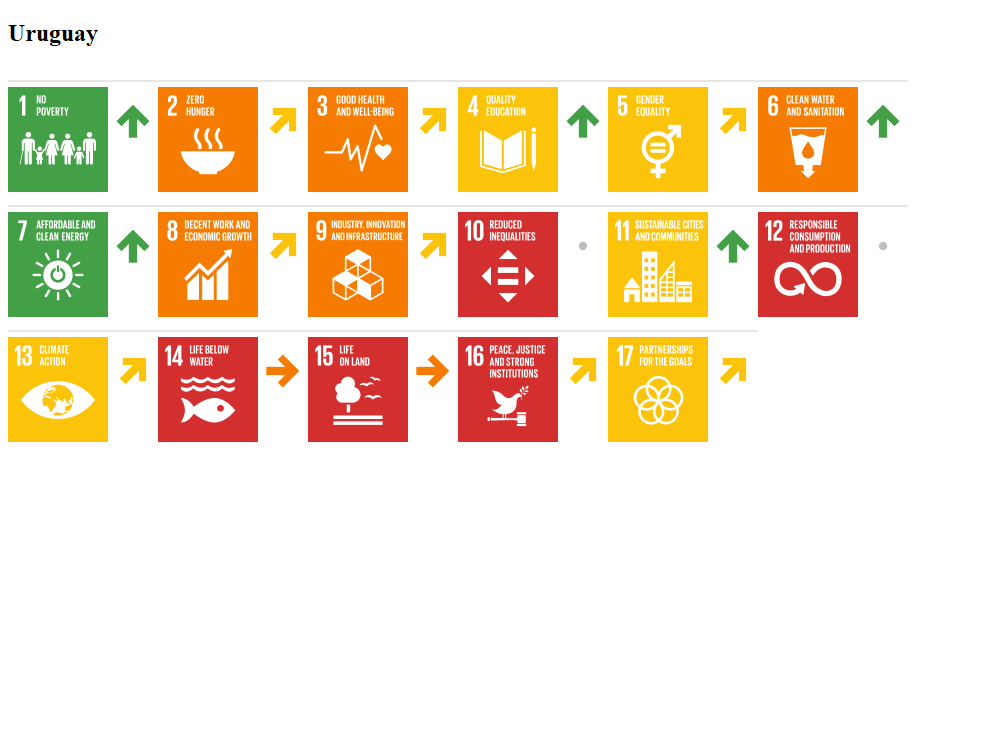 Uruguay
1 NO
POVERTY
2 ZERO
HUNGER
3 GOOD HEALTH
AND WELL-BEING
4 QUALITY
EDUCATION
5 GENDER
EQUALITY
6 CLEAN WATER
AND SANITATION
7 AFFORDABLE AND
CLEAN ENERGY
8 DECENT WORK AND
ECONOMIC GROWTH
9 INDUSTRY, INNOVATION
AND INFRASTRUCTURE
10 REDUCED
INEQUALITIES
11 SUSTAINABLE CITIES
AND COMMUNITIES
12 RESPONSIBLE
CONSUMPTION
AND PRODUCTION
13 CLIMATE
ACTION
14 LIFE BELOW
WATER
15 LIFE
ON LAND
16 PEACE, JUSTICE
AND STRONG
INSTITUTIONS
17 PARTNERSHIPS
FOR THE GOALS